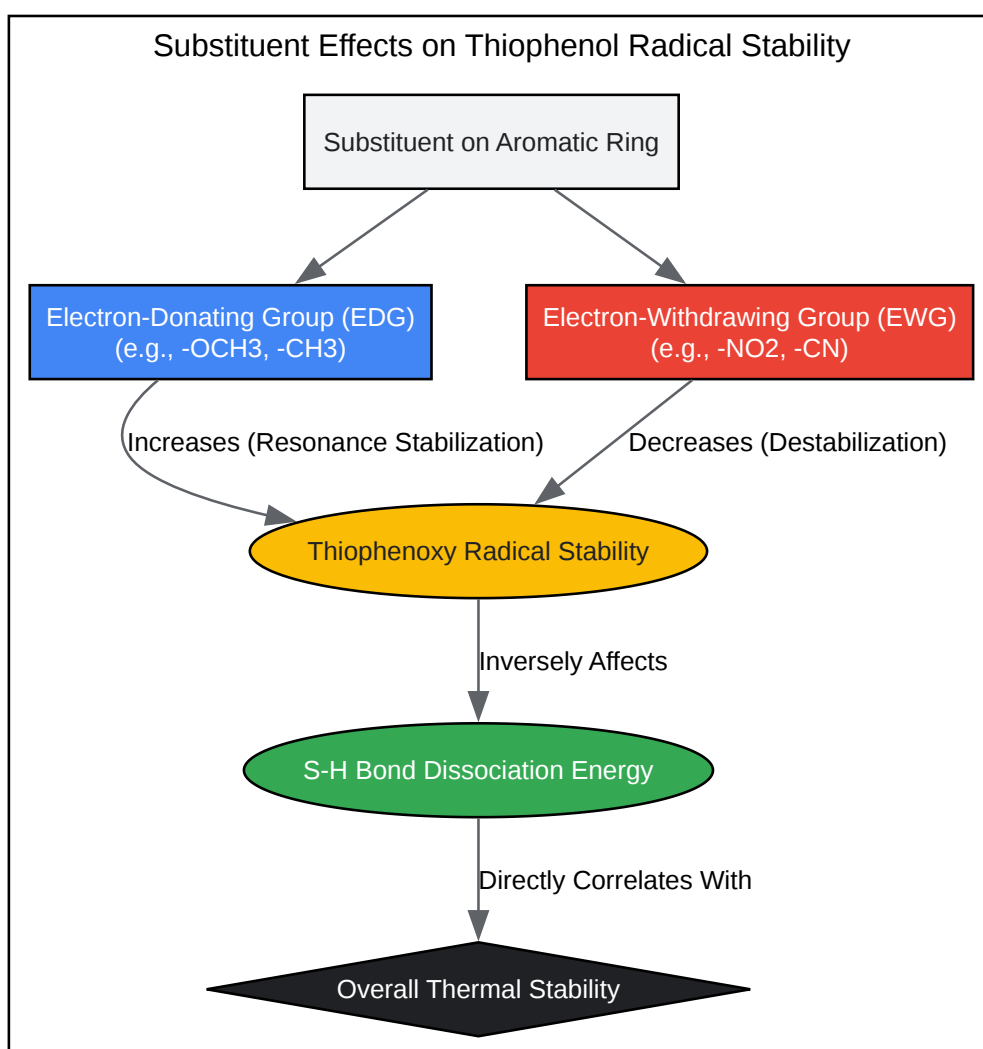 Substituent Effects on Thiophenol Radical Stability
Substituent on Aromatic Ring
Electron-Donating Group (EDG)
(e.g., -OCH3, -CH3)
Electron-Withdrawing Group (EWG)
(e.g., -NO2, -CN)
Increases (Resonance Stabilization)
Decreases (Destabilization)
Thiophenoxy Radical Stability
Inversely Affects
S-H Bond Dissociation Energy
Directly Correlates With
Overall Thermal Stability